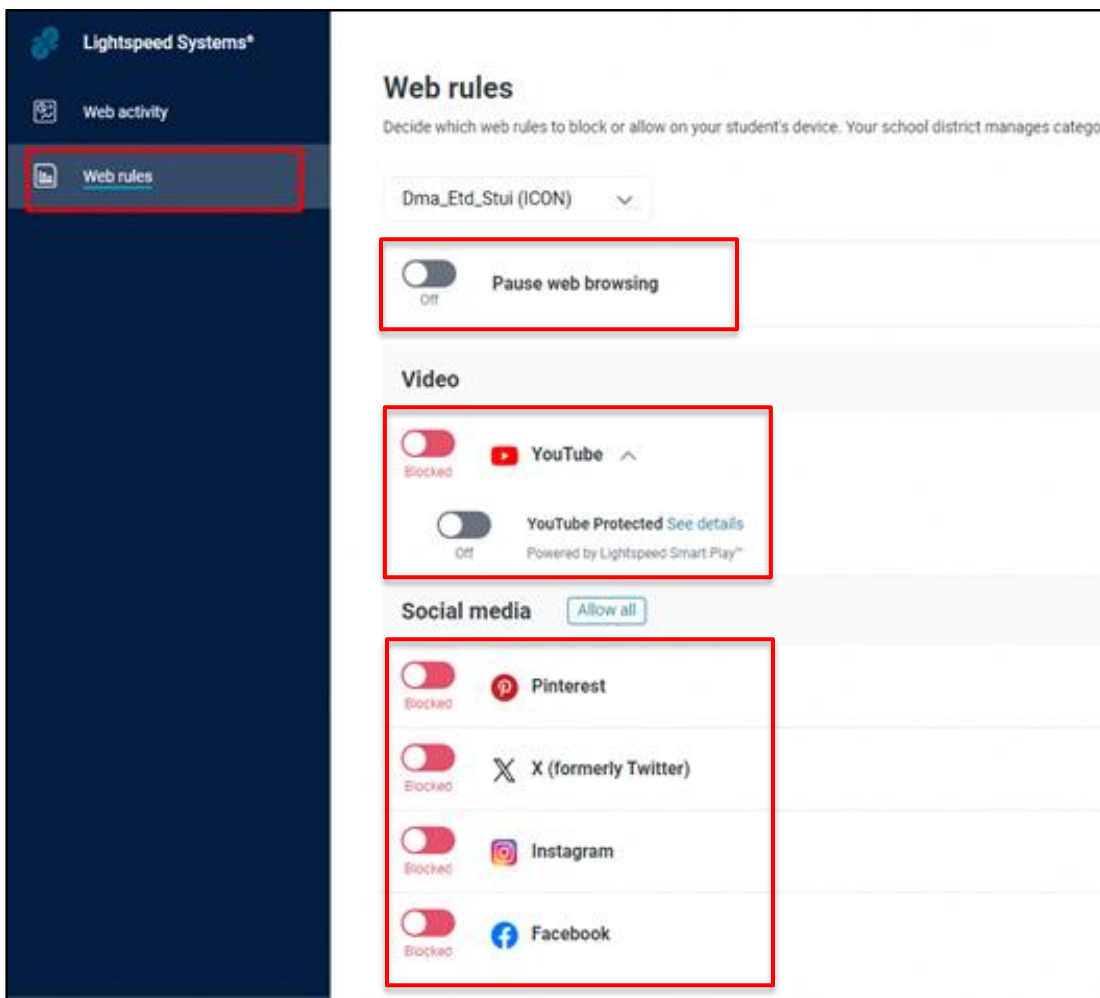 Lightspeed Systems®
Web activity
Web rules
Web rules
Decide which web rules to block or allow on your student's device. Your school district manages catego
Dma_Etd_Stui (ICON)
Off
Pause web browsing
Video
Blocked
YouTube
Off
YouTube Protected See details
Powered by Lightspeed Smart Play™
Social media
Allow all
Blocked
Pinterest
Blocked
X (formerly Twitter)
Blocked
Instagram
Blocked
Facebook